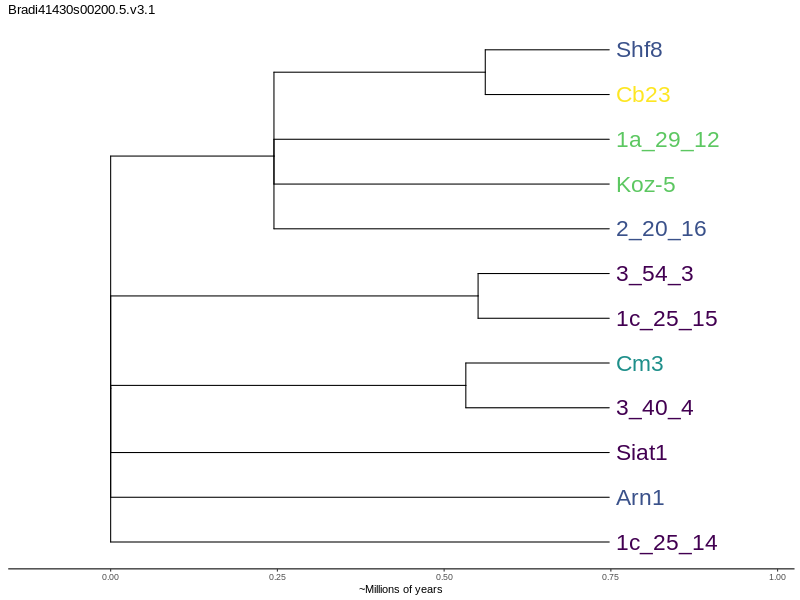 Bradi41430s00200.5.v3.1
Shf8
Cb23
1a_29_12
Koz-5
2_20_16
3_54_3
1c_25_15
Cm3
3_40_4
Siat1
Arn1
1c_25_14
0.00 0.25 0.50 0.75 1.00
~Millions of years